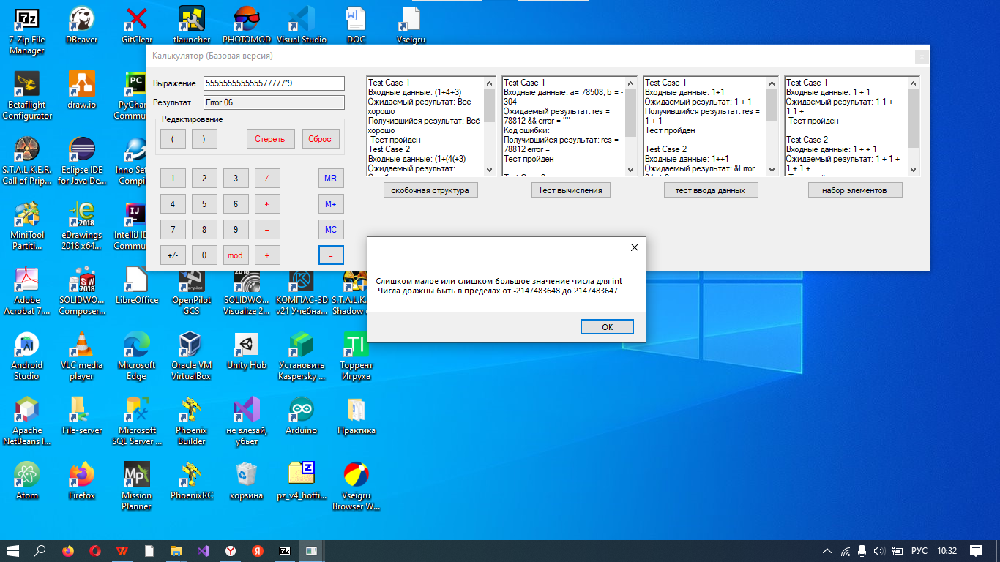 7-Zip File
Manager
DBeaver
GitClear
tlauncher
PHOTOMOD
Visual Studio
DOC
Vseigru
Betaflight
Configurator
draw.io
PyChar
Commu
S.T.A.L.K.E.R.
Call of Prip...
Eclipse IDE
for Java De...
Inno Set
Compil
MiniTool
Partiti...
eDrawings
2018 x64...
IntelliJ ID
Commu
Adobe
Acrobat 7....
SOLIDWO...
Composer...
LibreOffice
OpenPilot
GCS
SOLIDWO...
Visualize 2...
КОМПАС-3D
v21 Учебна...
S.T.A.L.K.
Shadow
Android
Studio
VLC media
player
Microsoft
Edge
Oracle VM
VirtualBox
Unity Hub
Установить
Kaspersky ...
Торрент
Игруха
Apache
NetBeans I...
File-server
Microsoft
SQL Server ...
Phoenix
Builder
не влезай,
убьет
Arduino
Практика
Atom
Firefox
Mission
Planner
PhoenixRC
корзина
pz_v4_hotfi...
Vseigru
Browser W...
Калькулятор (Базовая версия)
Выражение
555555555555577777*9
Результат
Error 06
Редактирование
(
)
Стереть
Сброс
1
2
3
/
MR
4
5
6
*
M+
7
8
9
−
MC
+/-
0
mod
+
=
Test Case 1
Входные данные: (1+4+3)
Ожидаемый результат: Все
хорошо
Получившийся результат: Всё
хорошо
Тест пройден
Test Case 2
Входные данные: (1+(4(+3)
Ожидаемый результат:
скобочная структура
Test Case 1
Входные данные: a= 78508, b = -
304
Ожидаемый результат: res =
78812 && error = ""
Код ошибки:
Получившийся результат: res =
78812 error =
Тест пройден
Тест вычисления
Test Case 1
Входные данные: 1+1
Ожидаемый результат: 1 + 1
Получившийся результат: res =
1 + 1
Тест пройден
Test Case 2
Входные данные: 1++1
Ожидаемый результат: &Error
тест ввода данных
Test Case 1
Входные данные: 1 + 1
Ожидаемый результат: 1 1 +
1 1 +
Тест пройден
Test Case 2
Входные данные: 1 + + 1
Ожидаемый результат: 1 + 1 +
1 + 1 +
набор элементов
Слишком малое или слишком большое значение числа для int
Числа должны быть в пределах от -2147483648 до 2147483647
OK
РУС
10:32